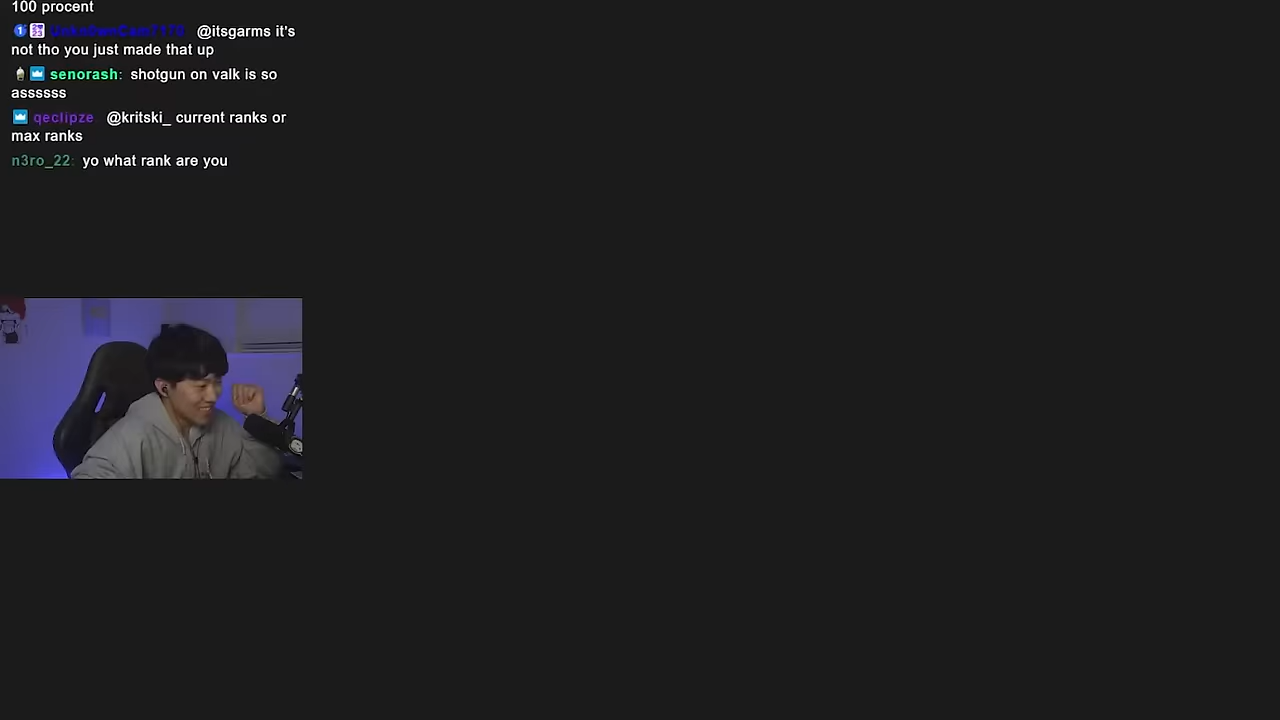 100 procent
Unkn0wnCam7170 @itsgarms it's
not tho you just made that up
senorash: shotgun on valk is so
assssss
qeclipze @kritski_ current ranks or
max ranks
n3ro_22: yo what rank are you